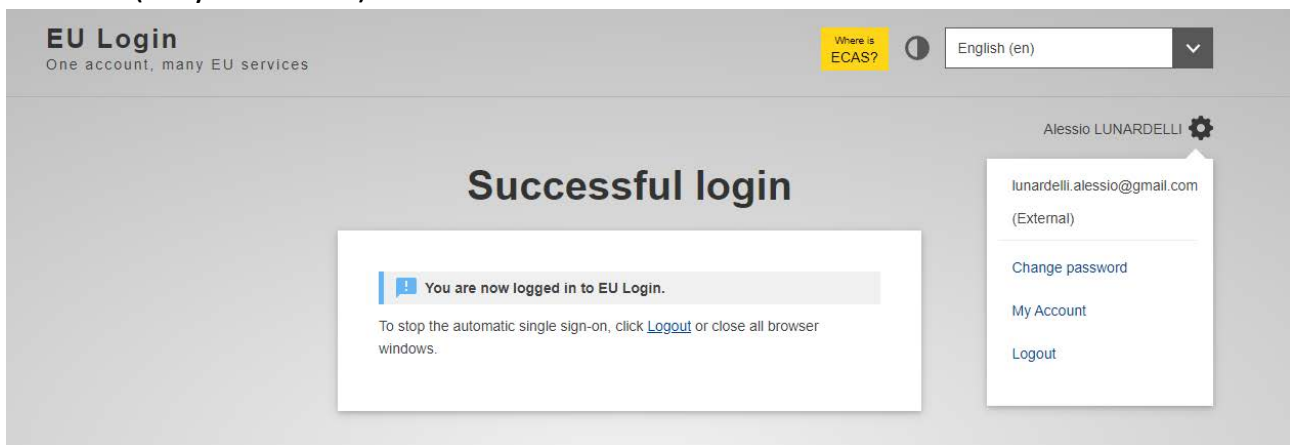 EU Login
One account, many EU services
Where is
ECAS?
English (en)
Alessio LUNARDELLI
Successful login
lunardelli.alessio@gmail.com
(External)
You are now logged in to EU Login.
Change password
To stop the automatic single sign-on, click Logout or close all browser
windows.
My Account
Logout